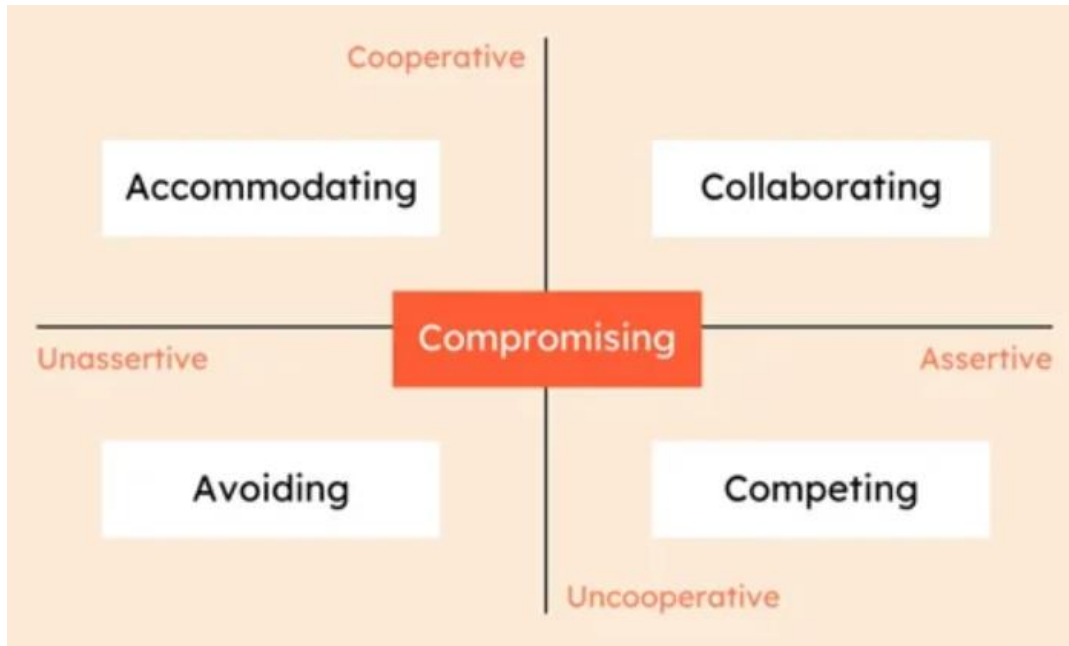 Cooperative
Accommodating
Collaborating
Compromising
Unassertive
Assertive
Avoiding
Competing
Uncooperative